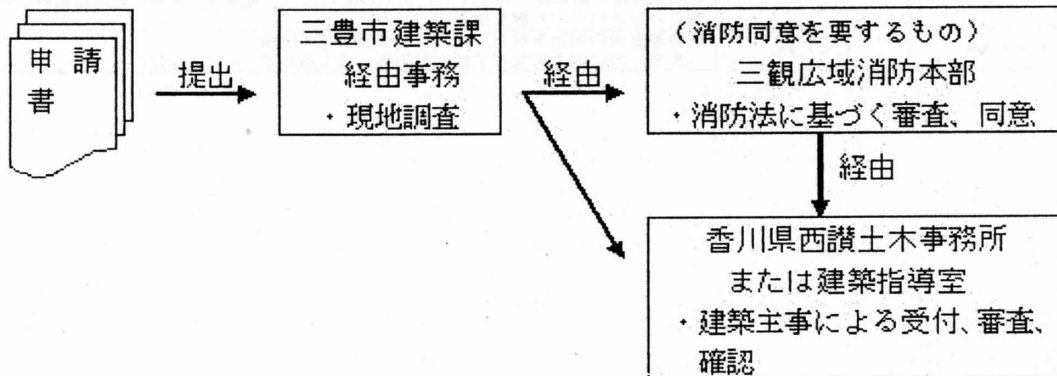 申請
書
提出
三豊市建築課
経由事務
・現地調査
経由
（消防同意を要するもの）
三観広域消防本部
・消防法に基づく審査、同意
経由
香川県西讃土木事務所
または建築指導室
・建築主事による受付、審査、
確認